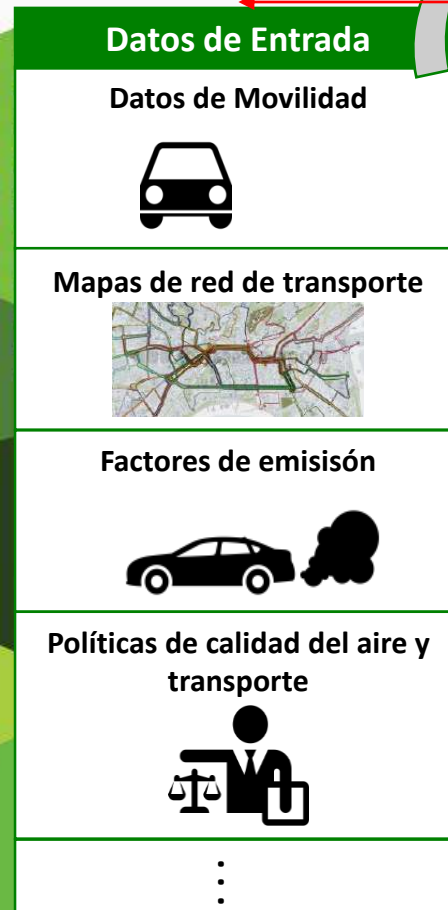 Datos de Entrada
Datos de Movilidad
Mapas de red de transporte
Factores de emisisón
Políticas de calidad del aire y
transporte
⋮